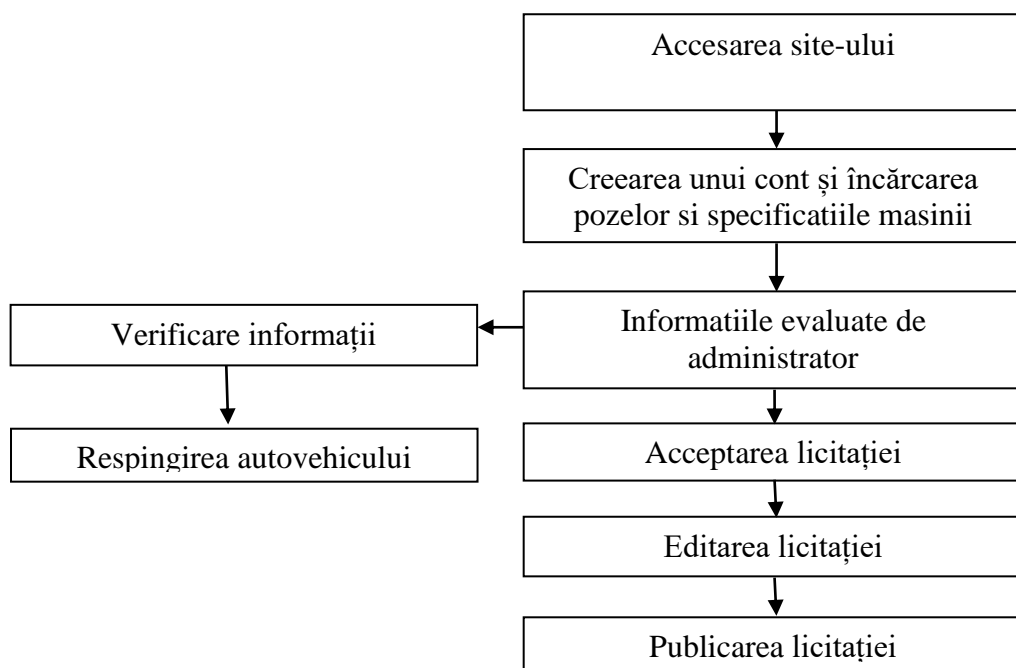 Accesarea site-ului
Creearea unui cont și încărcarea
pozelor si specificatiile masinii
Verificare informații
Informatiile evaluate de
administrator
Respingirea autovehicului
Acceptarea licitației
Editarea licitației
Publicarea licitației